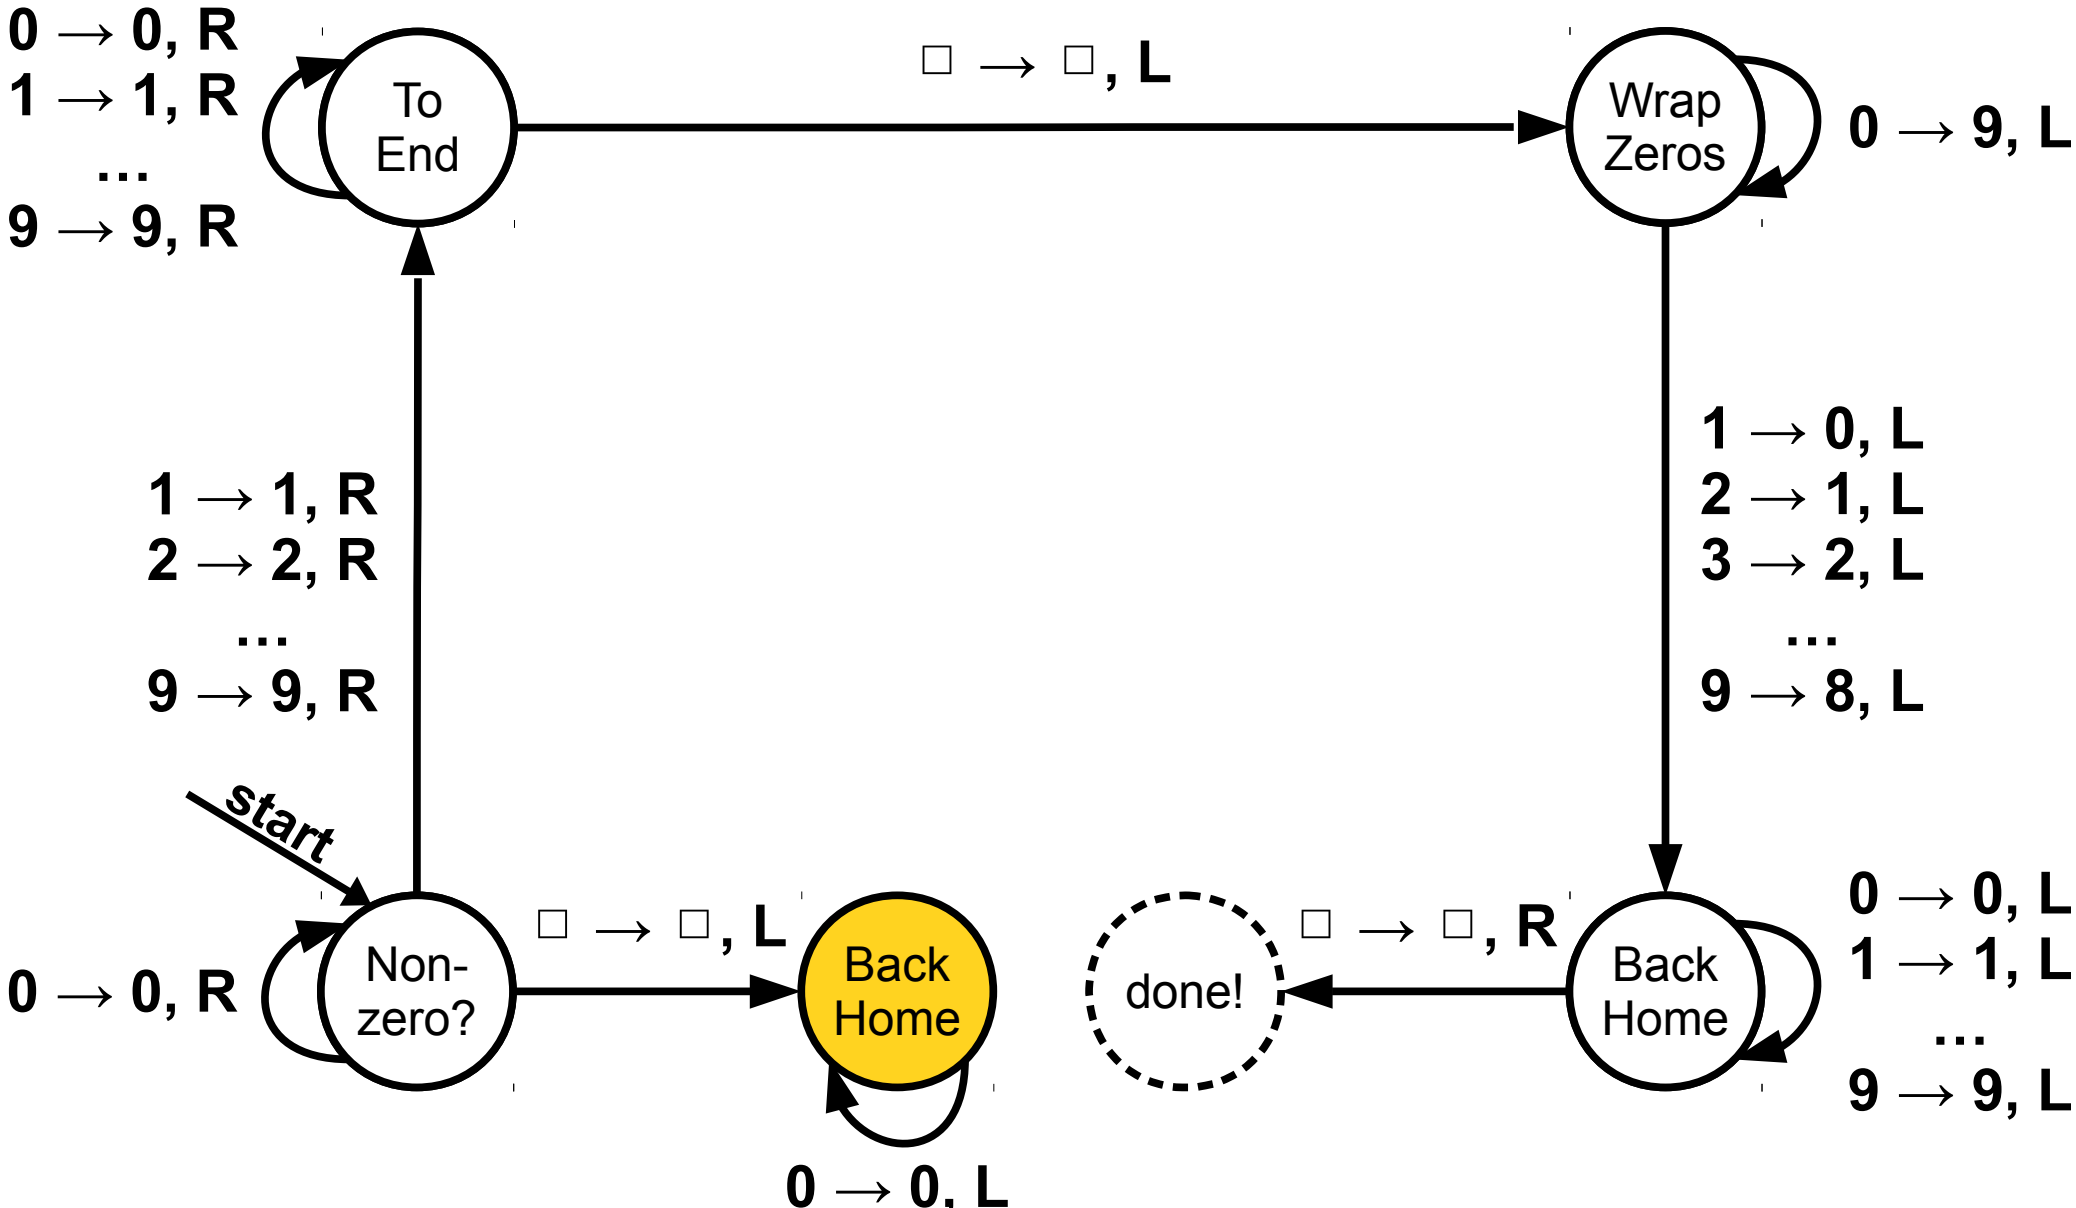 0 → 0, R
1 → 1, R
…
9 → 9, R
To
End
□ → □, L
Wrap
Zeros
0 → 9, L
1 → 1, R
2 → 2, R
…
9 → 9, R
1 → 0, L
2 → 1, L
3 → 2, L
…
9 → 8, L
start
Non-
zero?
0 → 0, R
□ → □, L
Back
Home
0 → 0, L
done!
□ → □, R
Back
Home
0 → 0, L
1 → 1, L
…
9 → 9, L